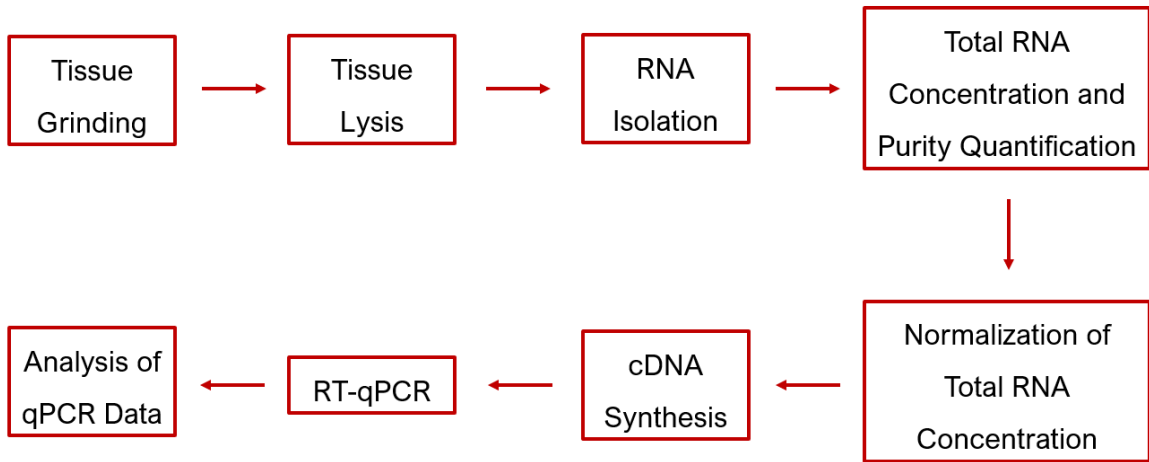 Tissue
Grinding
Tissue
Lysis
RNA
Isolation
Total RNA
Concentration and
Purity Quantification
Normalization of
Total RNA
Concentration
cDNA
Synthesis
RT-qPCR
Analysis of
qPCR Data